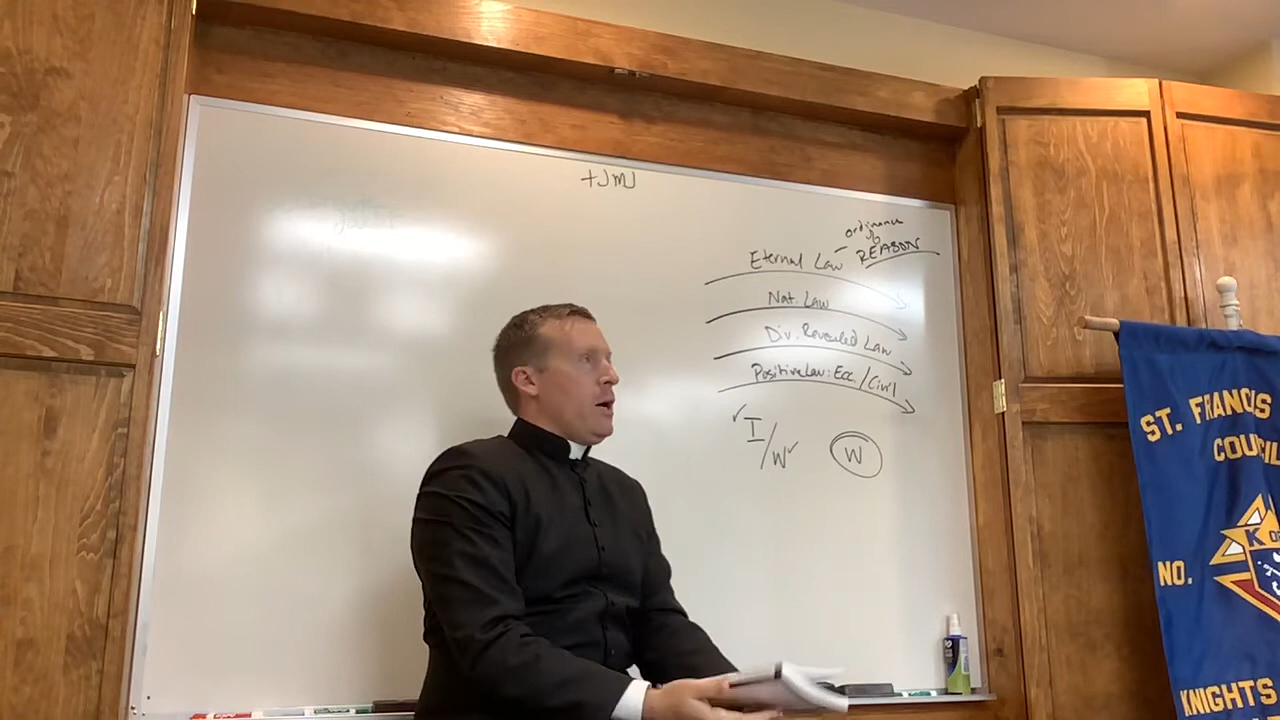 +JMJ
ordinance
of
Eternal Law - REASON
Nat. Law
Div. Revealed Law
Positive Law: Ecc. / Civil
I
/W
W
ST. FRANCIS
COUNCIL
K OF
NO.
KNIGHTS